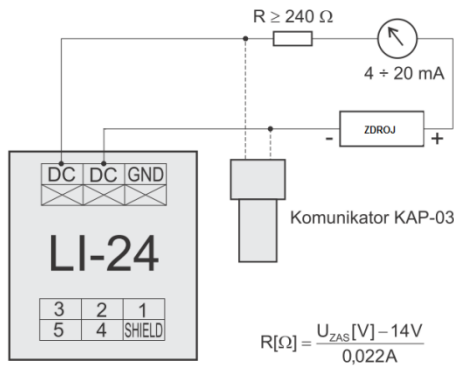 R ≥ 240 Ω
4 ÷ 20 mA
ZDROJ
- +
DC DC GND
LI-24
Komunikator KAP-03
3 2 1
5 4 SHIELD
R[Ω] = (U_ZAS[V] – 14V) / 0,022A